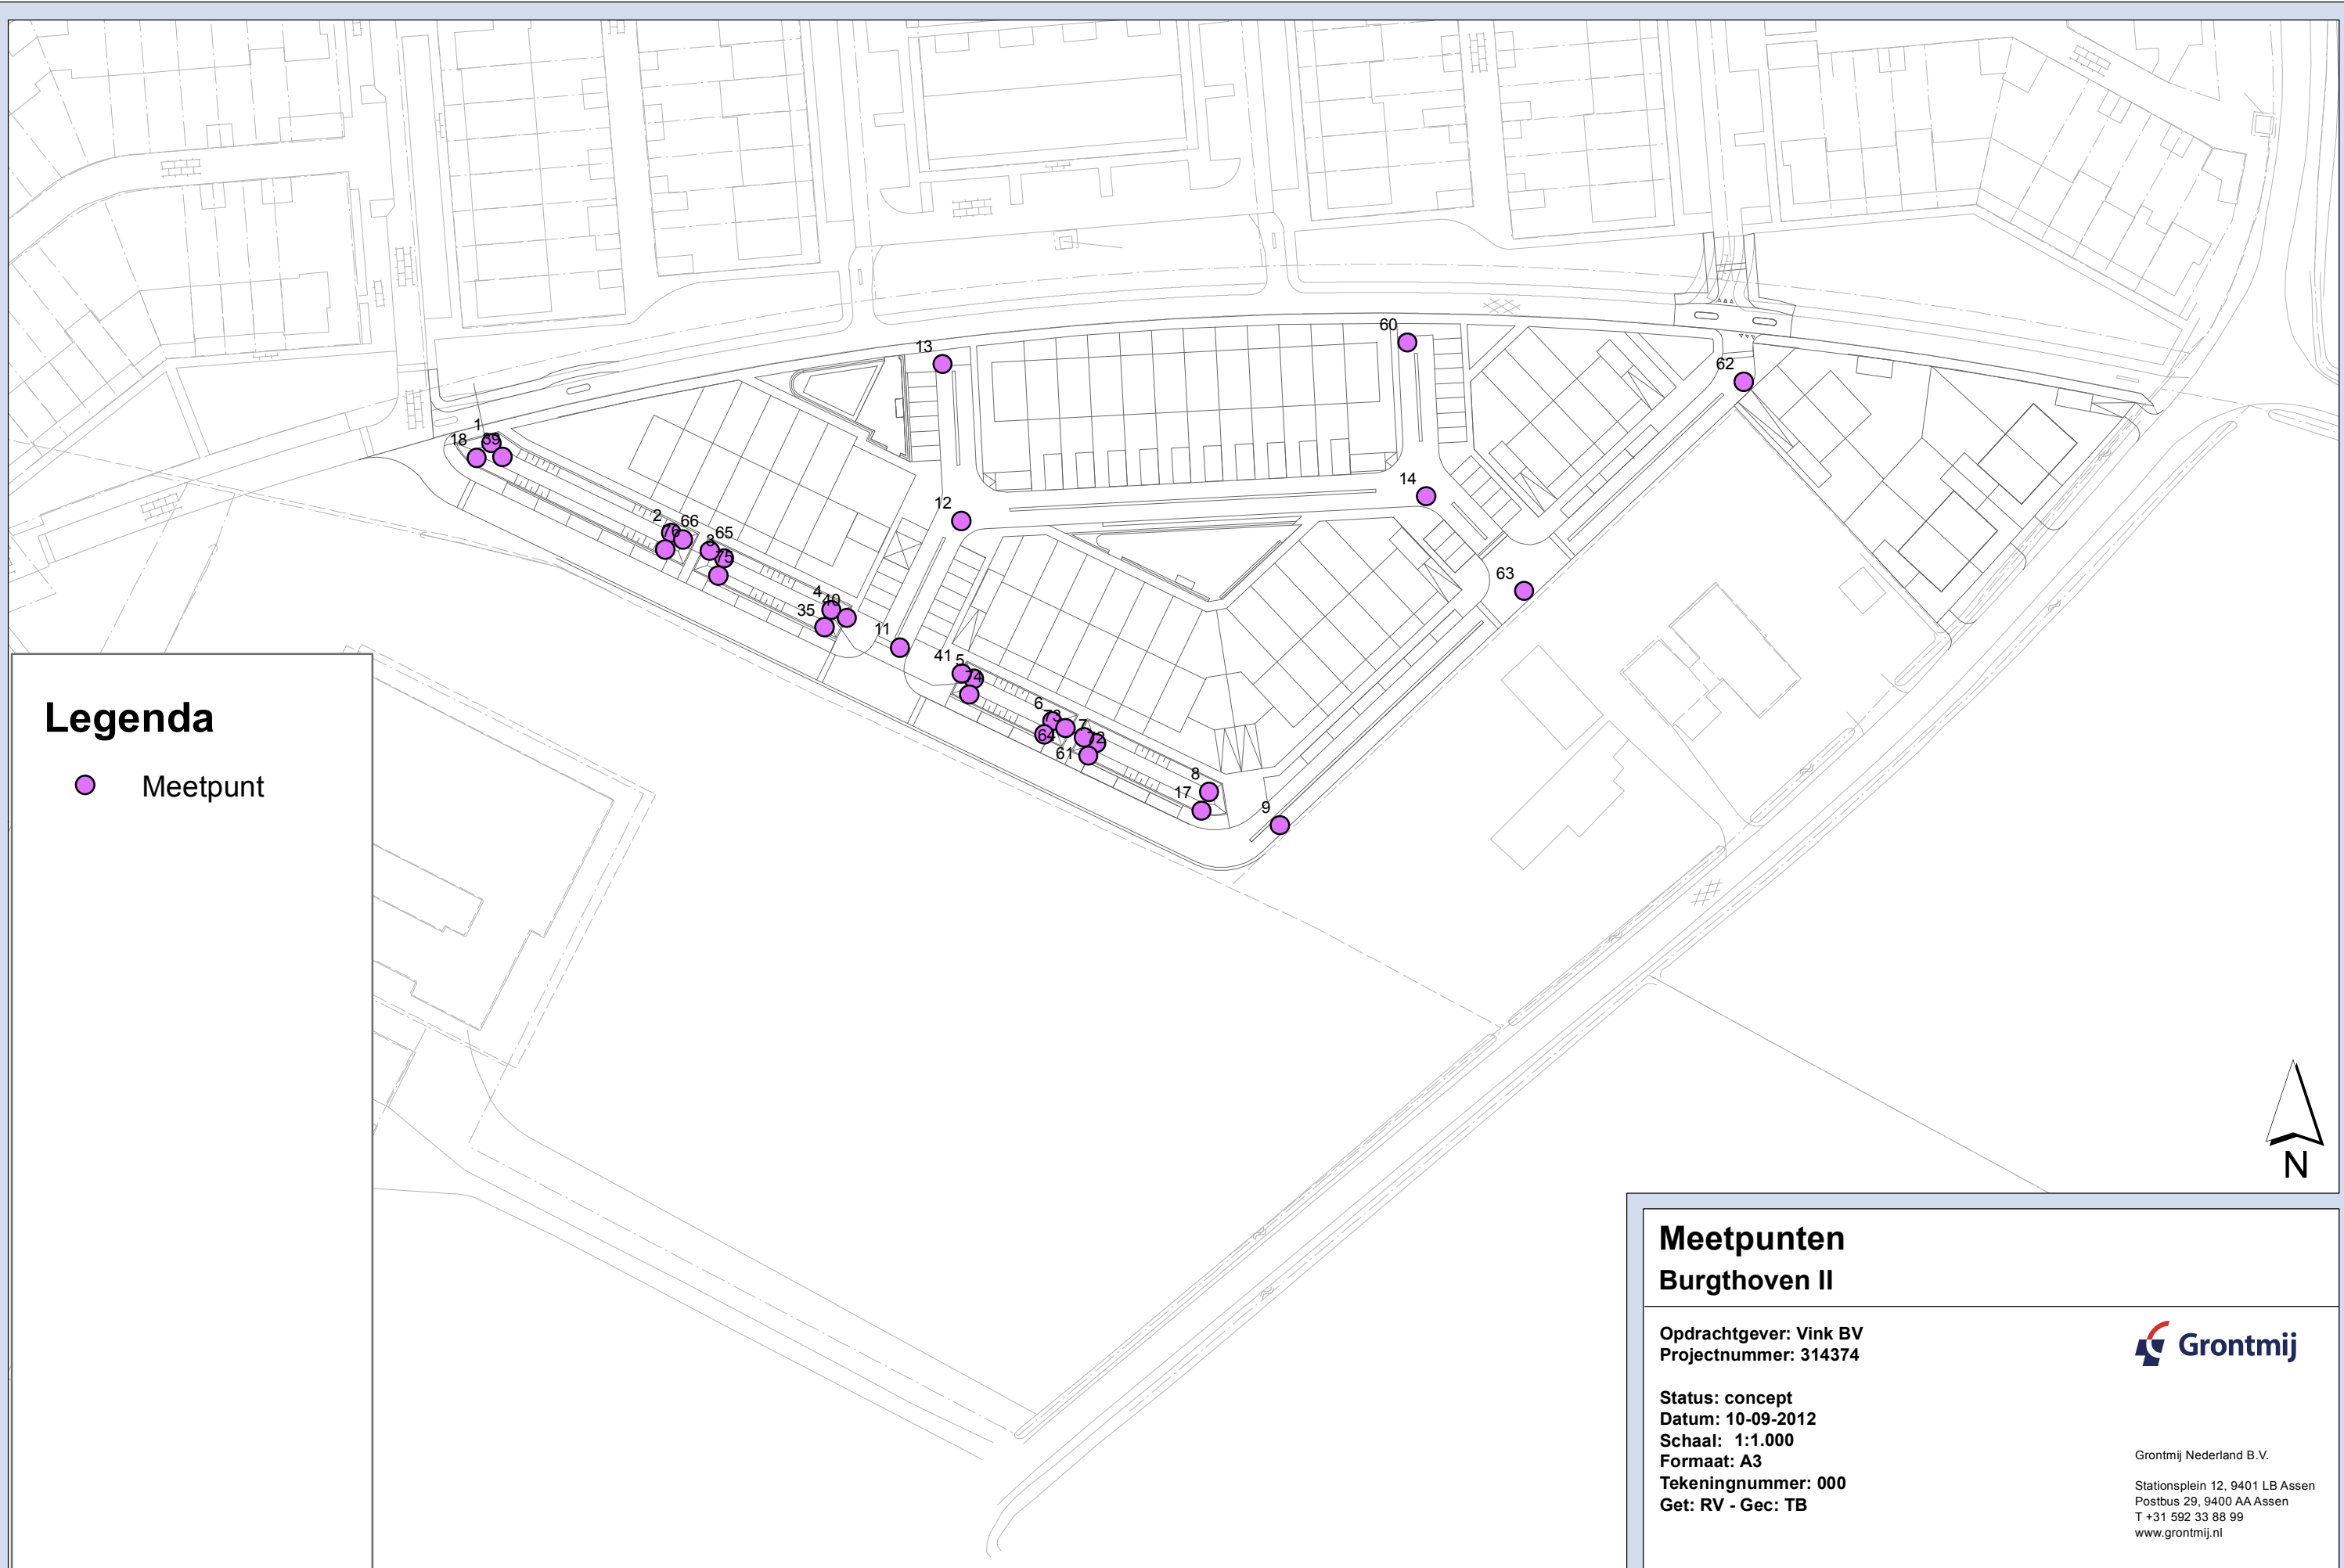 60
13
62
1
39
18
14
12
2
66
76
65
3
75
63
4
40
35
11
41
5
74
6
73
7
64
72
61
8
17
9
Legenda
Meetpunt
N
Meetpunten
Burgthoven II
Opdrachtgever: Vink BV
Projectnummer: 314374
Grontmij
Status: concept
Datum: 10-09-2012
Schaal: 1:1.000
Formaat: A3
Tekeningnummer: 000
Get: RV - Gec: TB
Grontmij Nederland B.V.
Stationsplein 12, 9401 LB Assen
Postbus 29, 9400 AA Assen
T +31 592 33 88 99
www.grontmij.nl